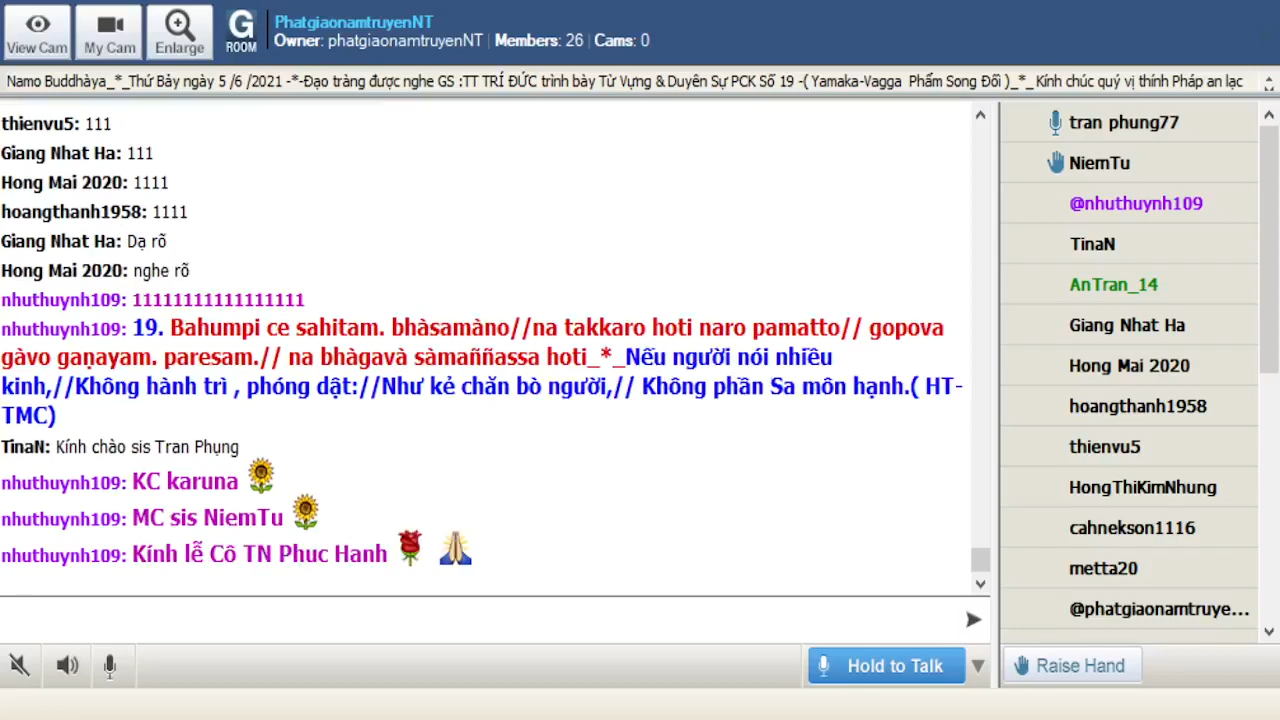 View Cam
My Cam
Enlarge
G
ROOM
PhatgiaonamtruyenNT
Owner: phatgiaonamtruyenNT | Members: 26 | Cams: 0
Namo Buddhàya_*_Thứ Bảy ngày 5 /6 /2021 -*-Đạo tràng được nghe GS :TT TRÍ ĐỨC trình bày Từ Vựng & Duyên Sự PCK Số 19 -( Yamaka-Vagga Phẩm Song Đối )_*_ Kính chúc quý vị thính Pháp an lạc
thienvu5: 111
Giang Nhat Ha: 111
Hong Mai 2020: 1111
hoangthanh1958: 1111
Giang Nhat Ha: Dạ rõ
Hong Mai 2020: nghe rõ
nhuthuynh109: 11111111111111111
nhuthuynh109: 19. Bahumpi ce sahitam. bhàsamàno//na takkaro hoti naro pamatto// gopova
gàvo gaṇayam. paresam.// na bhàgavà sàmaññassa hoti_*_Nếu người nói nhiều
kinh,//Không hành trì , phóng dật://Như kẻ chăn bò người,// Không phần Sa môn hạnh.( HT-
TMC)
TinaN: Kính chào sis Tran Phụng
nhuthuynh109: KC karuna
nhuthuynh109: MC sis NiemTu
nhuthuynh109: Kính lễ Cô TN Phuc Hanh
tran phung77
NiemTu
@nhuthuynh109
TinaN
AnTran_14
Giang Nhat Ha
Hong Mai 2020
hoangthanh1958
thienvu5
HongThiKimNhung
cahnekson1116
metta20
@phatgiaonamtruye...
Hold to Talk
Raise Hand